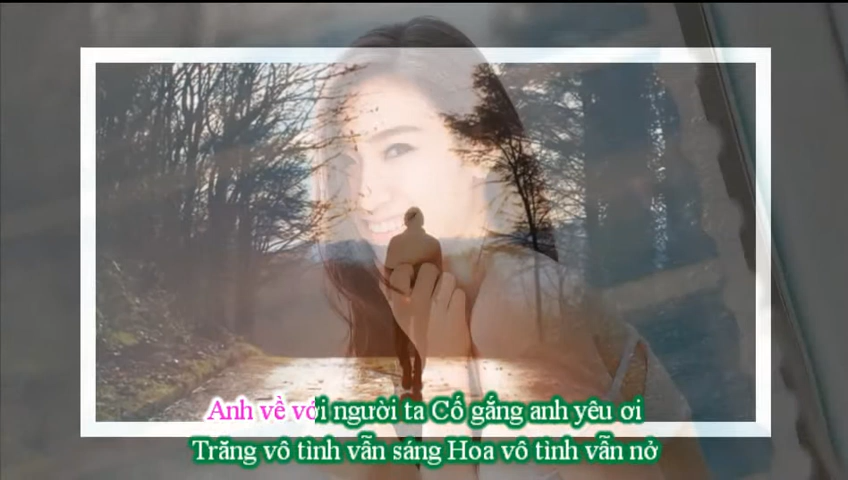 Anh về với người ta Cố gắng anh yêu ơi
Trăng vô tình vẫn sáng Hoa vô tình vẫn nở